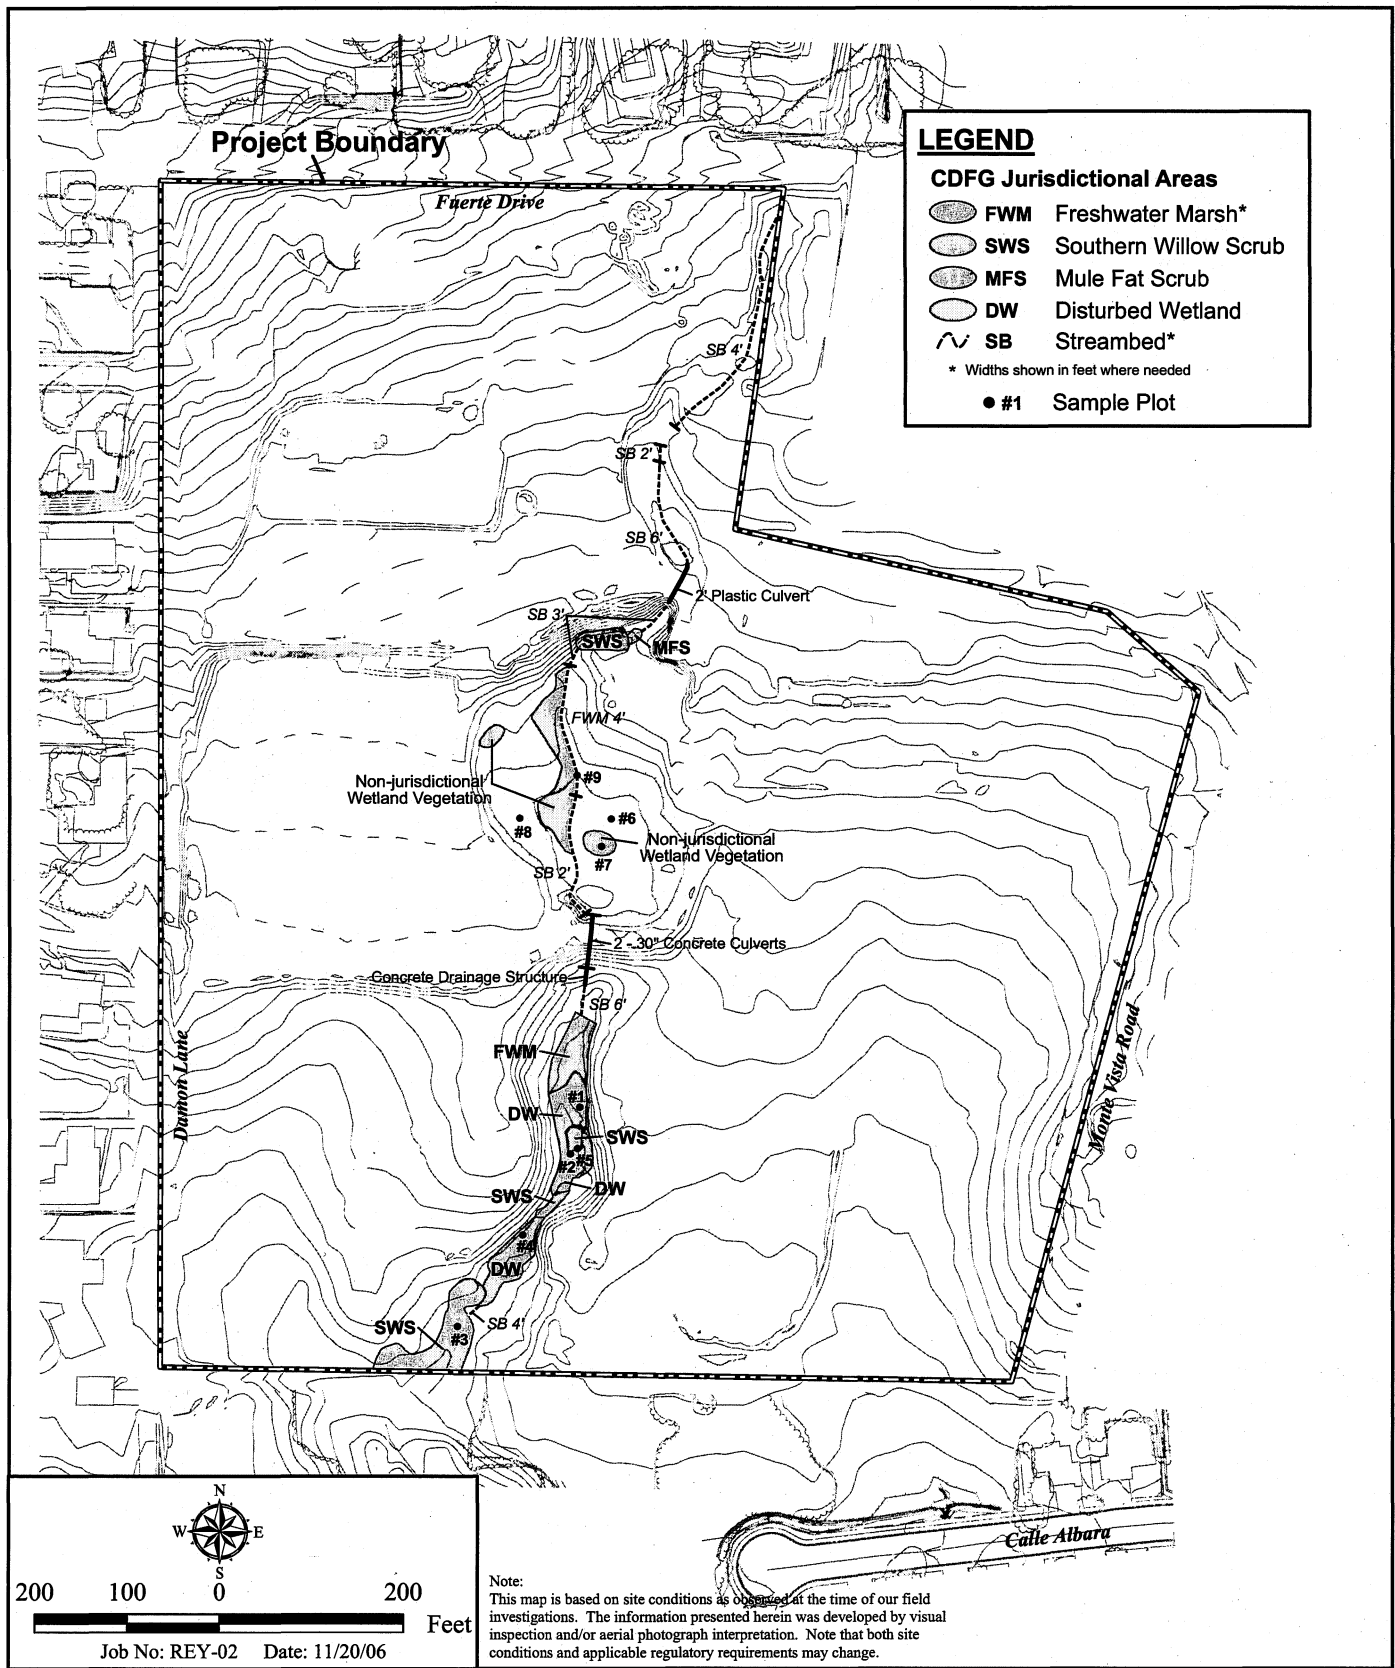 Project Boundary
Fuerte Drive
LEGEND
CDFG Jurisdictional Areas
FWM Freshwater Marsh*
SWS Southern Willow Scrub
MFS Mule Fat Scrub
DW Disturbed Wetland
SB Streambed*
* Widths shown in feet where needed
#1 Sample Plot
SB 4'
SB 2'
SB 6'
2' Plastic Culvert
SB 3'
SWS
MFS
FWM 4'
#9
Non-jurisdictional
Wetland Vegetation
#8
#6
Non-jurisdictional
Wetland Vegetation
#7
SB 2'
2 - 30" Concrete Culverts
Concrete Drainage Structure
SB 6'
Damon Lane
Monte Vista Road
FWM
#1
DW
SWS
#2
#5
DW
SWS
#4
DW
SB 4'
SWS
#3
Calle Albara
N
W
E
S
200 100 0 200
Feet
Job No: REY-02 Date: 11/20/06
Note:
This map is based on site conditions as observed at the time of our field
investigations. The information presented herein was developed by visual
inspection and/or aerial photograph interpretation. Note that both site
conditions and applicable regulatory requirements may change.